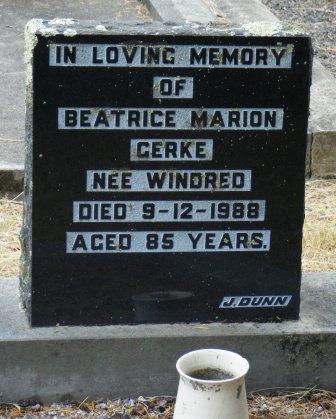 IN LOVING MEMORY
OF
BEATRICE MARION
GERKE
NEE WINDRED
DIED 9-12-1988
AGED 85 YEARS.
J. DUNN